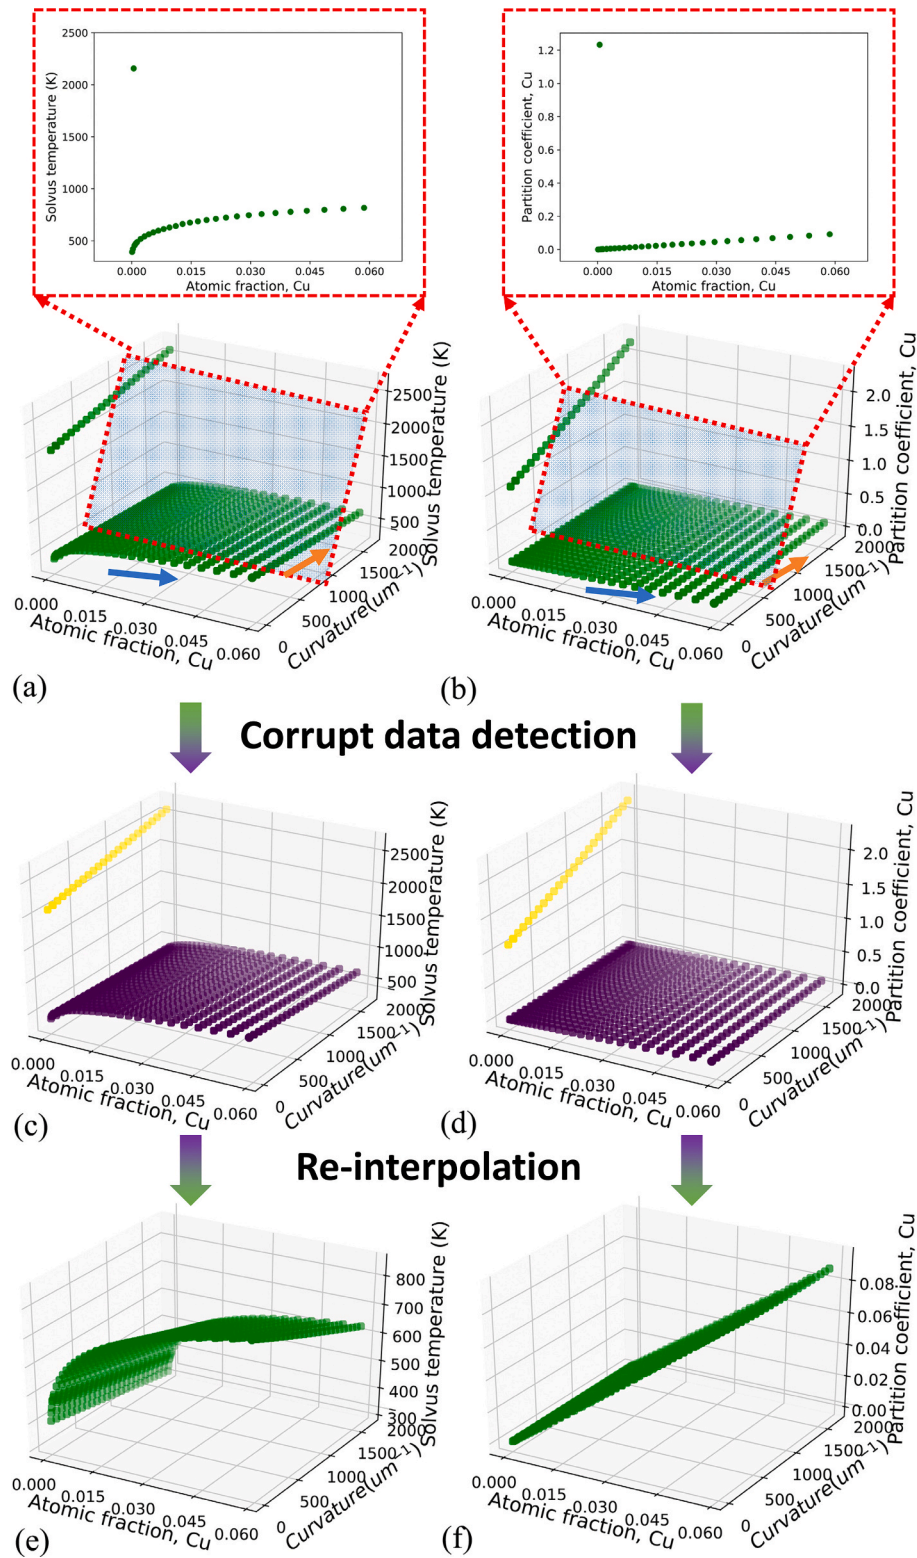 2500
2000
1500
1000
500
Solvus temperature (K)
0.000 0.015 0.030 0.045 0.060
Atomic fraction, Cu
1.2
1.0
0.8
0.6
0.4
0.2
0.0
Partition coefficient, Cu
0.000 0.015 0.030 0.045 0.060
Atomic fraction, Cu
2500
2000
1500
1000
500
Solvus temperature (K)
0.000 0.015 0.030 0.045 0.060
Atomic fraction, Cu
0 500 1000 1500 2000
Curvature(um⁻¹)
(a)
2.0
1.5
1.0
0.5
0.0
Partition coefficient, Cu
0.000 0.015 0.030 0.045 0.060
Atomic fraction, Cu
0 500 1000 1500 2000
Curvature(um⁻¹)
(b)
Corrupt data detection
2500
2000
1500
1000
500
Solvus temperature (K)
0.000 0.015 0.030 0.045 0.060
Atomic fraction, Cu
0 500 1000 1500 2000
Curvature(um⁻¹)
(c)
2.0
1.5
1.0
0.5
0.0
Partition coefficient, Cu
0.000 0.015 0.030 0.045 0.060
Atomic fraction, Cu
0 500 1000 1500 2000
Curvature(um⁻¹)
(d)
Re-interpolation
800
700
600
500
400
300
Solvus temperature (K)
0.000 0.015 0.030 0.045 0.060
Atomic fraction, Cu
0 500 1000 1500 2000
Curvature(um⁻¹)
(e)
0.08
0.06
0.04
0.02
0.00
Partition coefficient, Cu
0.000 0.015 0.030 0.045 0.060
Atomic fraction, Cu
0 500 1000 1500 2000
Curvature(um⁻¹)
(f)